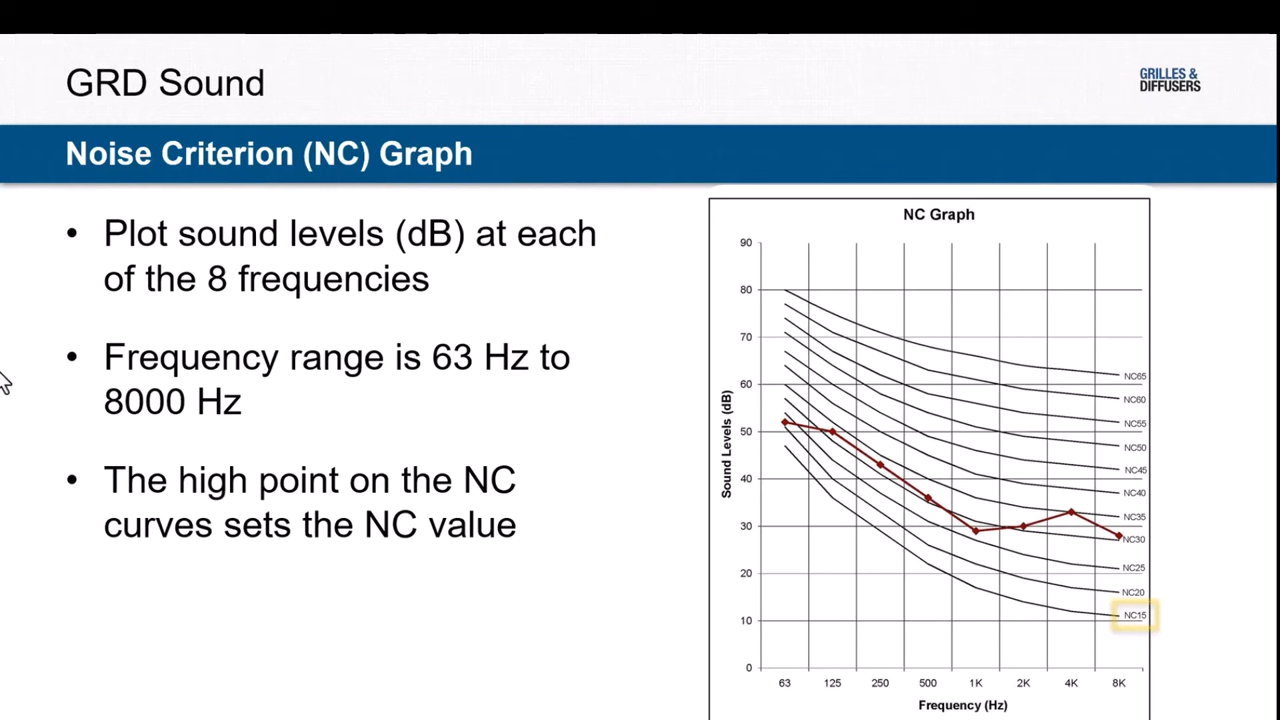 GRD Sound
GRILLES &
DIFFUSERS
Noise Criterion (NC) Graph
• Plot sound levels (dB) at each
of the 8 frequencies
• Frequency range is 63 Hz to
8000 Hz
• The high point on the NC
curves sets the NC value
NC Graph
90
80
70
60
50
40
30
20
10
0
Sound Levels (dB)
NC65
NC60
NC55
NC50
NC45
NC40
NC35
NC30
NC25
NC20
NC15
63 125 250 500 1K 2K 4K 8K
Frequency (Hz)